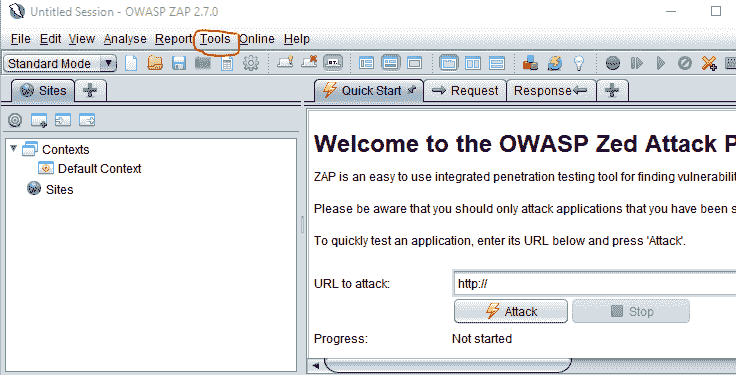 Untitled Session - OWASP ZAP 2.7.0
File Edit View Analyse Report Tools Online Help
Standard Mode
Sites
Quick Start Request Response
Contexts
Default Context
Sites
Welcome to the OWASP Zed Attack P
ZAP is an easy to use integrated penetration testing tool for finding vulnerabilit
Please be aware that you should only attack applications that you have been s
To quickly test an application, enter its URL below and press 'Attack'.
URL to attack: http://
Attack Stop
Progress: Not started